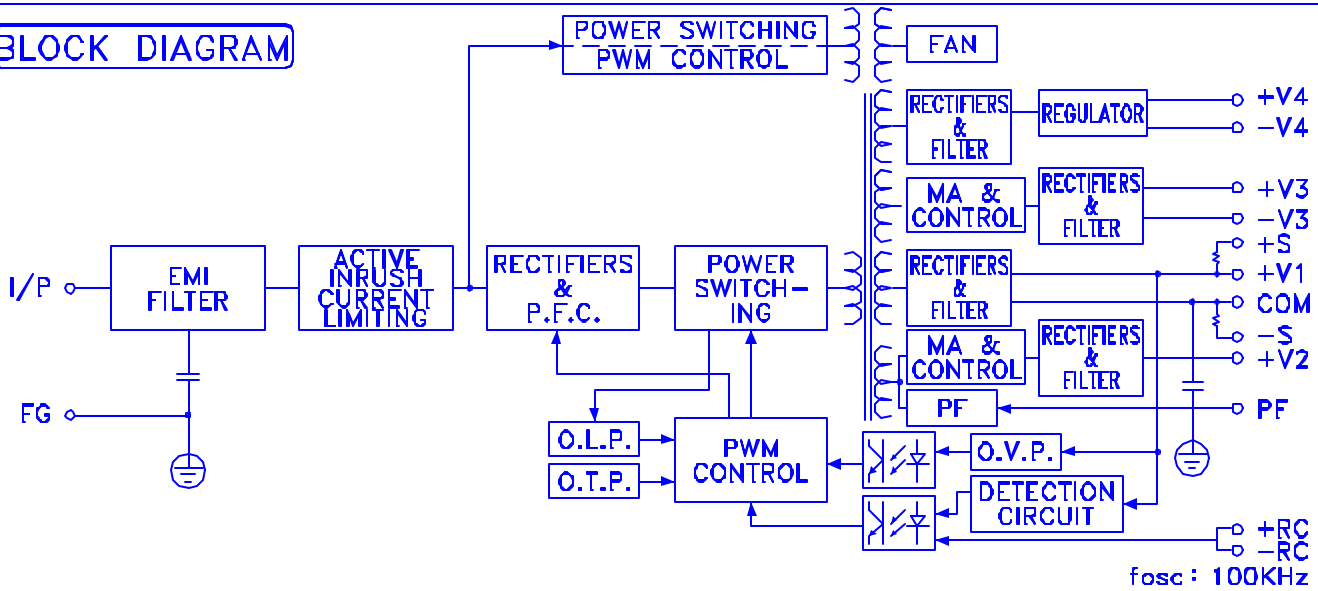 BLOCK DIAGRAM
POWER SWITCHING
PWM CONTROL
FAN
RECTIFIERS
&
FILTER
REGULATOR
+V4
-V4
MA &
CONTROL
RECTIFIERS
&
FILTER
+V3
-V3
I/P
EMI
FILTER
ACTIVE
INRUSH
CURRENT
LIMITING
RECTIFIERS
&
P.F.C.
POWER
SWITCH-
ING
RECTIFIERS
&
FILTER
+S
+V1
COM
-S
MA &
CONTROL
RECTIFIERS
&
FILTER
+V2
FG
PF
PF
O.L.P.
O.T.P.
PWM
CONTROL
O.V.P.
DETECTION
CIRCUIT
+RC
-RC
fosc : 100KHz